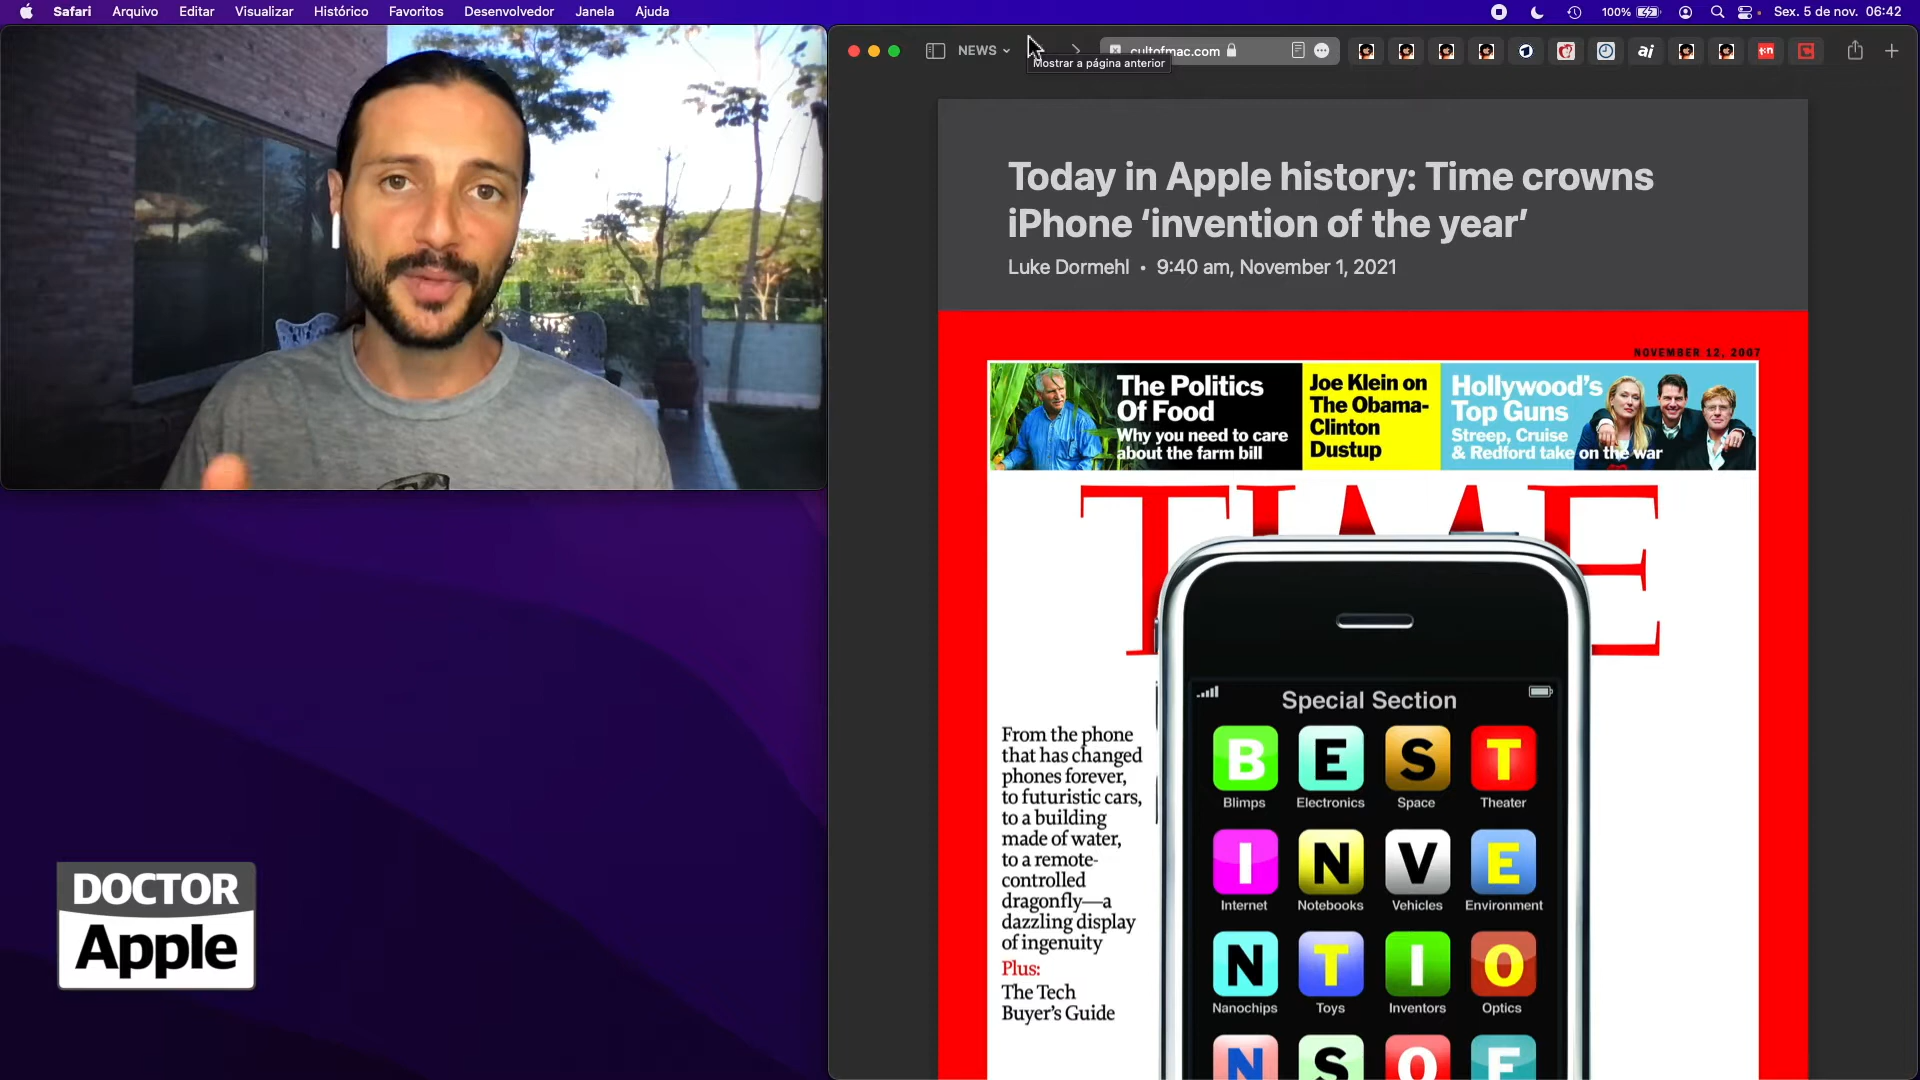 Safari Arquivo Editar Visualizar Histórico Favoritos Desenvolvedor Janela Ajuda
100% Sex. 5 de nov. 06:42
NEWS
cultofmac.com
Mostrar a página anterior
ai
Today in Apple history: Time crowns
iPhone ‘invention of the year’
Luke Dormehl • 9:40 am, November 1, 2021
NOVEMBER 12, 2007
The Politics
Of Food
Why you need to care
about the farm bill
Joe Klein on
The Obama-
Clinton
Dustup
Hollywood's
Top Guns
Streep, Cruise
& Redford take on the war
TIME
Special Section
B E S T
Blimps Electronics Space Theater
I N V E
Internet Notebooks Vehicles Environment
N T I O
Nanochips Toys Inventors Optics
N S O F
From the phone
that has changed
phones forever,
to futuristic cars,
to a building
made of water,
to a remote-
controlled
dragonfly—a
dazzling display
of ingenuity
Plus:
The Tech
Buyer's Guide
DOCTOR
Apple